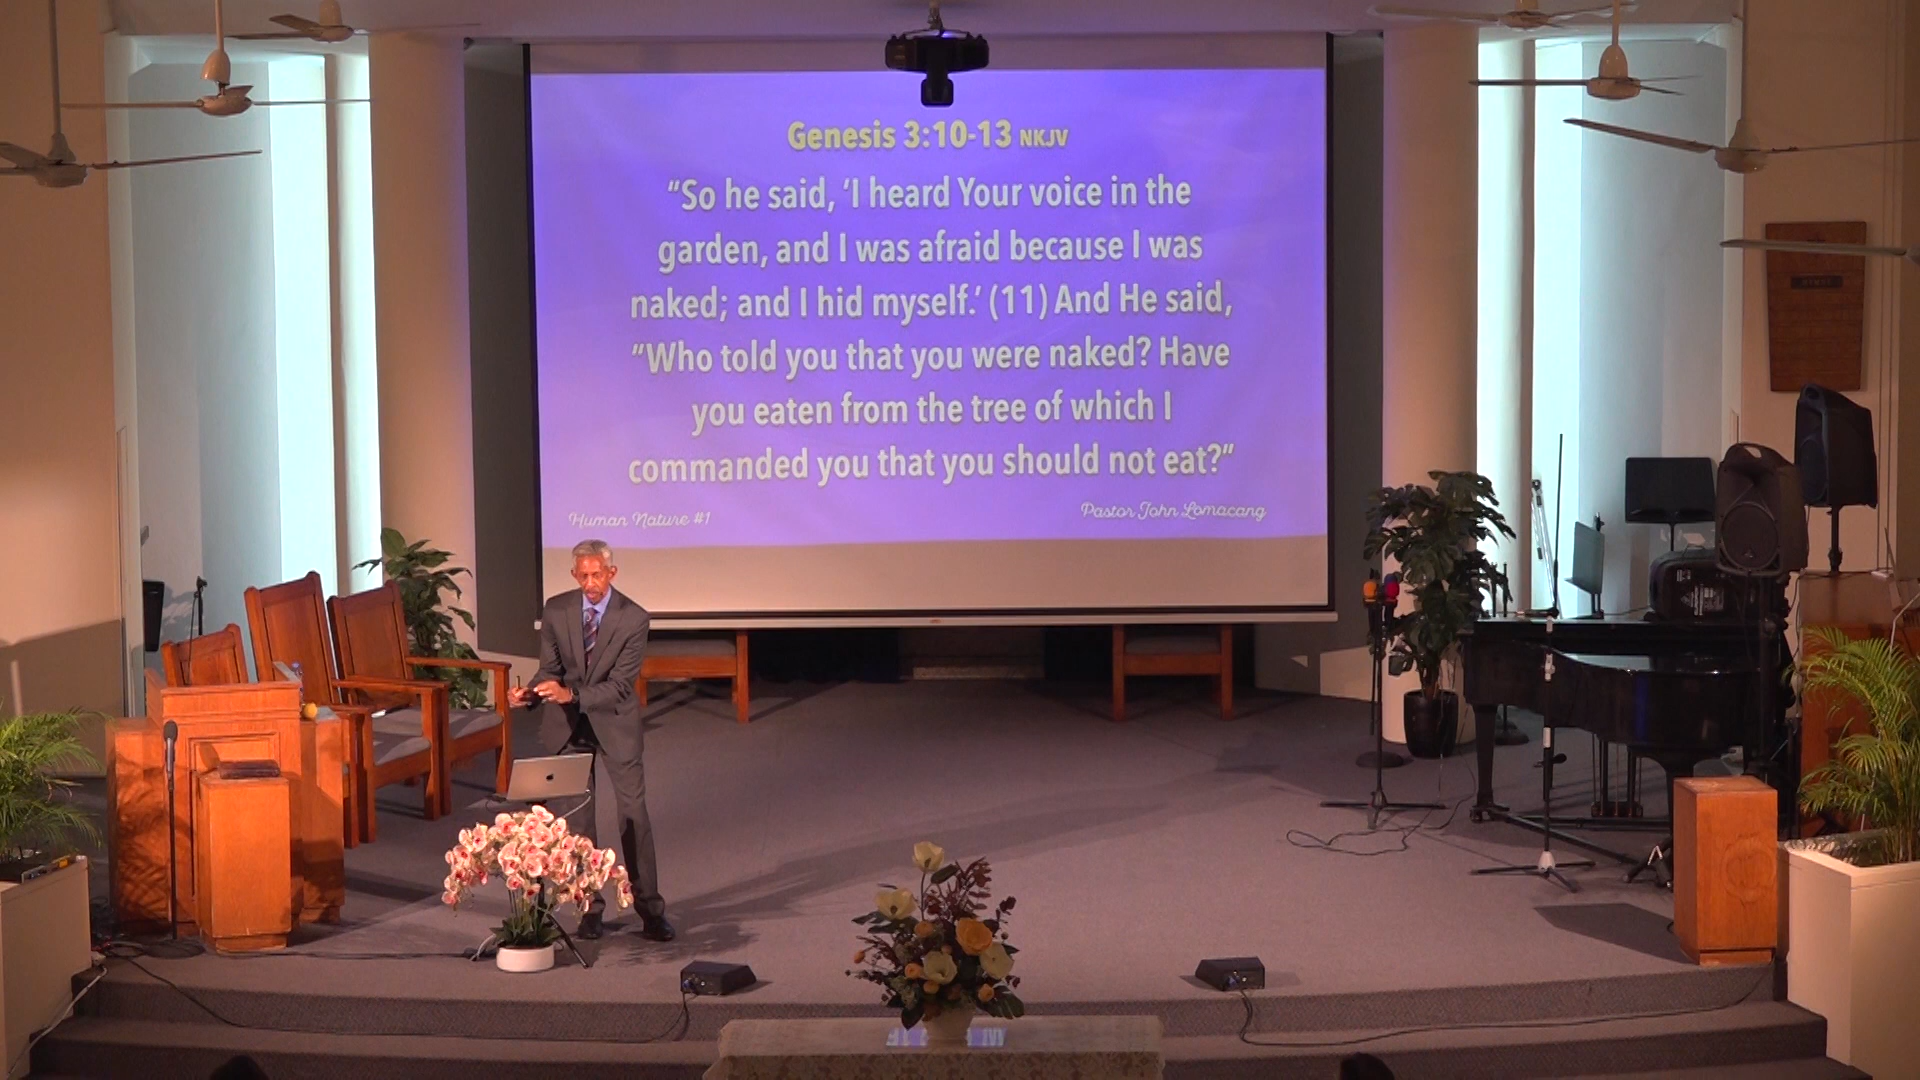 Genesis 3:10-13 NKJV
“So he said, ‘I heard Your voice in the
garden, and I was afraid because I was
naked; and I hid myself.’ (11) And He said,
“Who told you that you were naked? Have
you eaten from the tree of which I
commanded you that you should not eat?”
Human Nature #1
Pastor John Lomacang